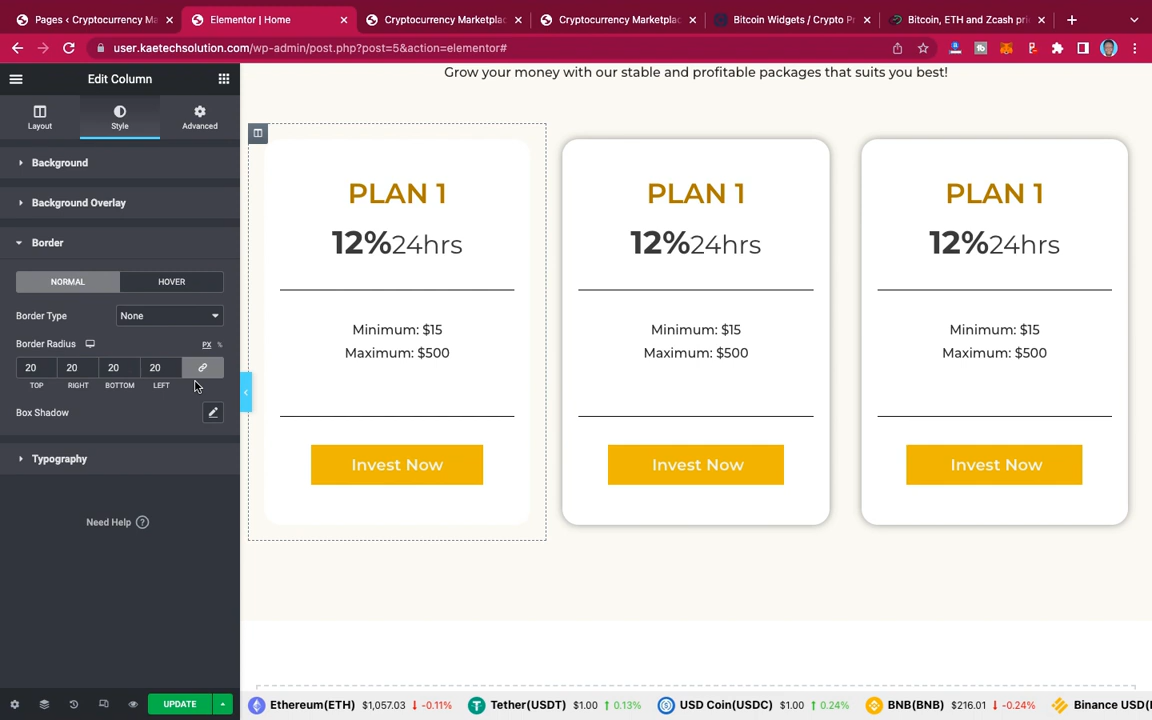 Pages ‹ Cryptocurrency Ma
Elementor | Home
Cryptocurrency Marketplac
Cryptocurrency Marketplac
Bitcoin Widgets / Crypto Pr
Bitcoin, ETH and Zcash pri
user.kaetechsolution.com/wp-admin/post.php?post=5&action=elementor#
Edit Column
Layout
Style
Advanced
Background
Background Overlay
Border
NORMAL
HOVER
Border Type
None
Border Radius
PX
%
20
20
20
20
TOP
RIGHT
BOTTOM
LEFT
Box Shadow
Typography
Need Help
UPDATE
Grow your money with our stable and profitable packages that suits you best!
PLAN 1
12%24hrs
Minimum: $15
Maximum: $500
Invest Now
PLAN 1
12%24hrs
Minimum: $15
Maximum: $500
Invest Now
PLAN 1
12%24hrs
Minimum: $15
Maximum: $500
Invest Now
Ethereum(ETH) $1,057.03 ↓ -0.11% Tether(USDT) $1.00 ↑ 0.13% USD Coin(USDC) $1.00 ↑ 0.24% BNB(BNB) $216.01 ↓ -0.24% Binance USD(